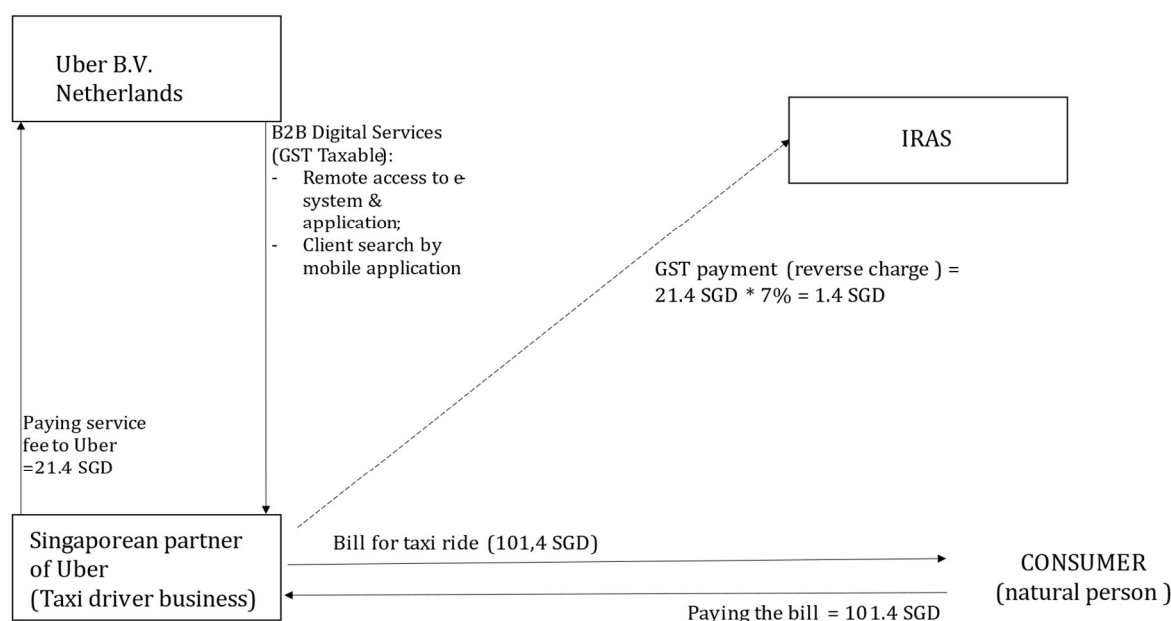 Uber B.V.
Netherlands
B2B Digital Services
(GST Taxable):
- Remote access to e-
system &
application;
- Client search by
mobile application
IRAS
GST payment (reverse charge ) =
21.4 SGD * 7% = 1.4 SGD
Paying service
fee to Uber
=21.4 SGD
Singaporean partner
of Uber
(Taxi driver business)
Bill for taxi ride (101,4 SGD)
Paying the bill = 101.4 SGD
CONSUMER
(natural person )